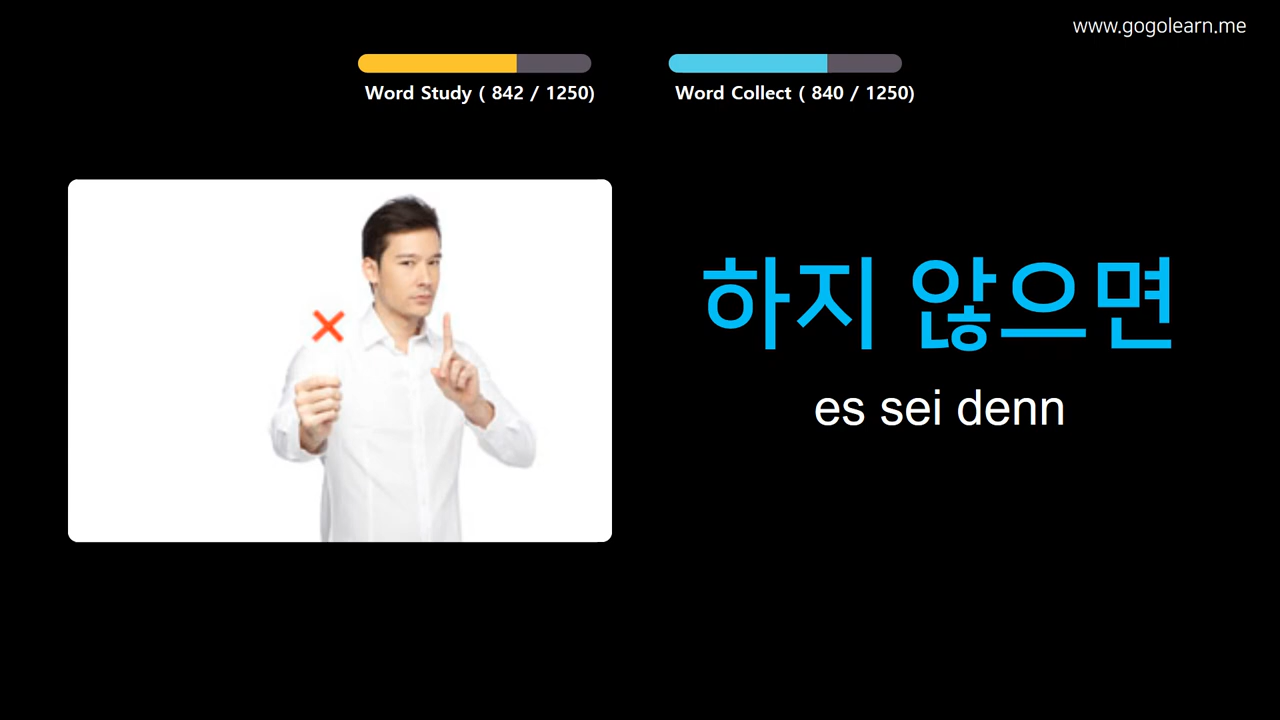 www.gogolearn.me
Word Study ( 842 / 1250)
Word Collect ( 840 / 1250)
하지 않으면
es sei denn